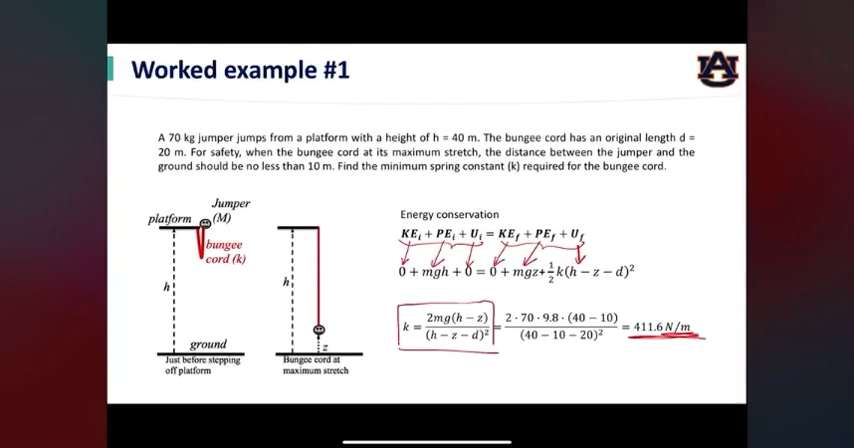 Worked example #1
AU
A 70 kg jumper jumps from a platform with a height of h = 40 m. The bungee cord has an original length d =
20 m. For safety, when the bungee cord at its maximum stretch, the distance between the jumper and the
ground should be no less than 10 m. Find the minimum spring constant (k) required for the bungee cord.
Jumper
platform (M)
bungee
cord (k)
h
ground
Just before stepping
off platform
h
z
Bungee cord at
maximum stretch
Energy conservation
KEᵢ + PEᵢ + Uᵢ = KE_f + PE_f + U_f
0 + mgh + 0 = 0 + mgz+½k(h − z − d)²
k = 2mg(h − z)/(h − z − d)² = 2 · 70 · 9.8 · (40 − 10)/(40 − 10 − 20)² = 411.6 N/m